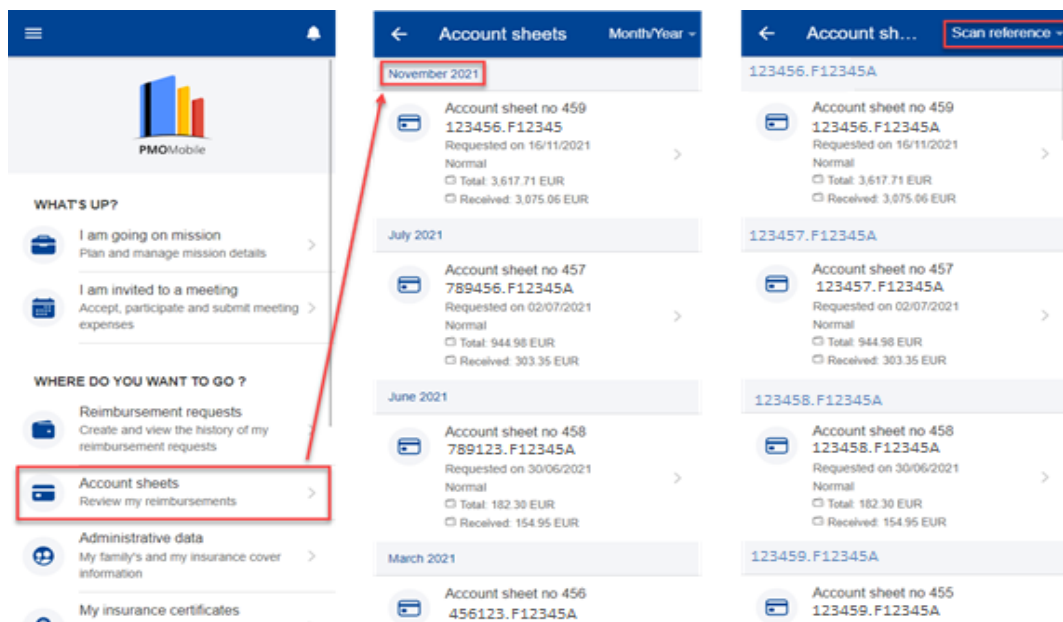 PMOMobile
WHAT'S UP?
I am going on mission
Plan and manage mission details
I am invited to a meeting
Accept, participate and submit meeting
expenses
WHERE DO YOU WANT TO GO ?
Reimbursement requests
Create and view the history of my
reimbursement requests
Account sheets
Review my reimbursements
Administrative data
My family's and my insurance cover
information
My insurance certificates
Account sheets
Month/Year
November 2021
Account sheet no 459
123456.F12345
Requested on 16/11/2021
Normal
Total: 3,617.71 EUR
Received: 3,075.06 EUR
July 2021
Account sheet no 457
789456.F12345A
Requested on 02/07/2021
Normal
Total: 944.98 EUR
Received: 303.35 EUR
June 2021
Account sheet no 458
789123.F12345A
Requested on 30/06/2021
Normal
Total: 182.30 EUR
Received: 154.95 EUR
March 2021
Account sheet no 456
456123.F12345A
Account sh...
Scan reference
123456.F12345A
Account sheet no 459
123456.F12345A
Requested on 16/11/2021
Normal
Total: 3,617.71 EUR
Received: 3,075.06 EUR
123457.F12345A
Account sheet no 457
123457.F12345A
Requested on 02/07/2021
Normal
Total: 944.98 EUR
Received: 303.35 EUR
123458.F12345A
Account sheet no 458
123458.F12345A
Requested on 30/06/2021
Normal
Total: 182.30 EUR
Received: 154.95 EUR
123459.F12345A
Account sheet no 455
123459.F12345A